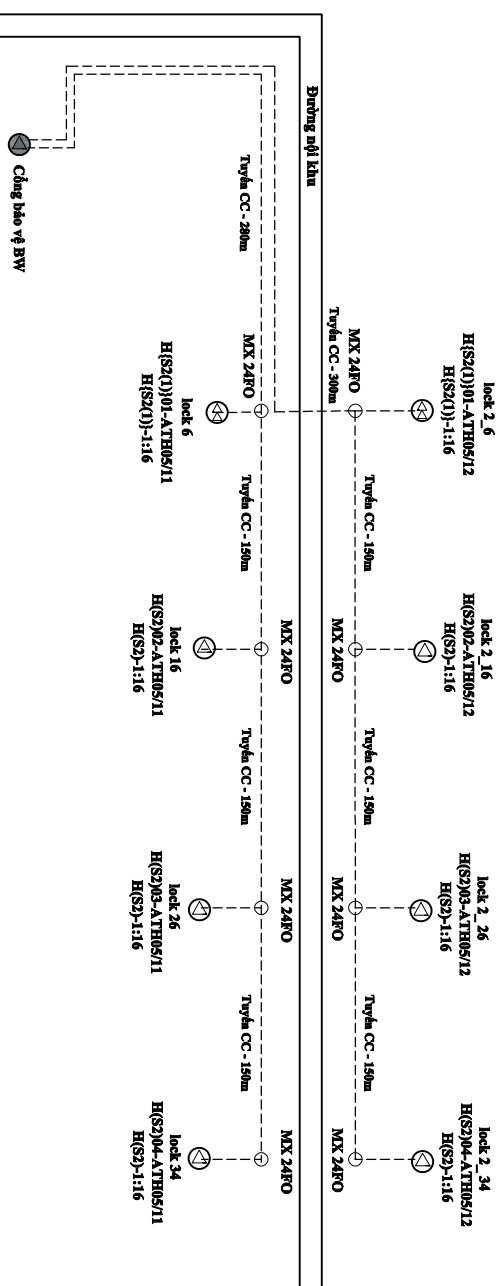 lock 2_6
H{S2(1)}01-ATH05/12
H{S2(1)}-1:16
lock 2_16
H(S2)02-ATH05/12
H(S2)-1:16
lock 2_26
H(S2)03-ATH05/12
H(S2)-1:16
lock 2_34
H(S2)04-ATH05/12
H(S2)-1:16
Tuyến CC - 150m
Tuyến CC - 150m
Tuyến CC - 150m
MX 24FO
MX 24FO
MX 24FO
MX 24FO
Tuyến CC - 300m
Đường nội khu
MX 24FO
MX 24FO
MX 24FO
MX 24FO
Tuyến CC - 280m
Tuyến CC - 150m
Tuyến CC - 150m
Tuyến CC - 150m
lock 6
H{S2(1)}01-ATH05/11
H{S2(1)}-1:16
lock 16
H(S2)02-ATH05/11
H(S2)-1:16
lock 26
H(S2)03-ATH05/11
H(S2)-1:16
lock 34
H(S2)04-ATH05/11
H(S2)-1:16
Cổng bảo vệ BW